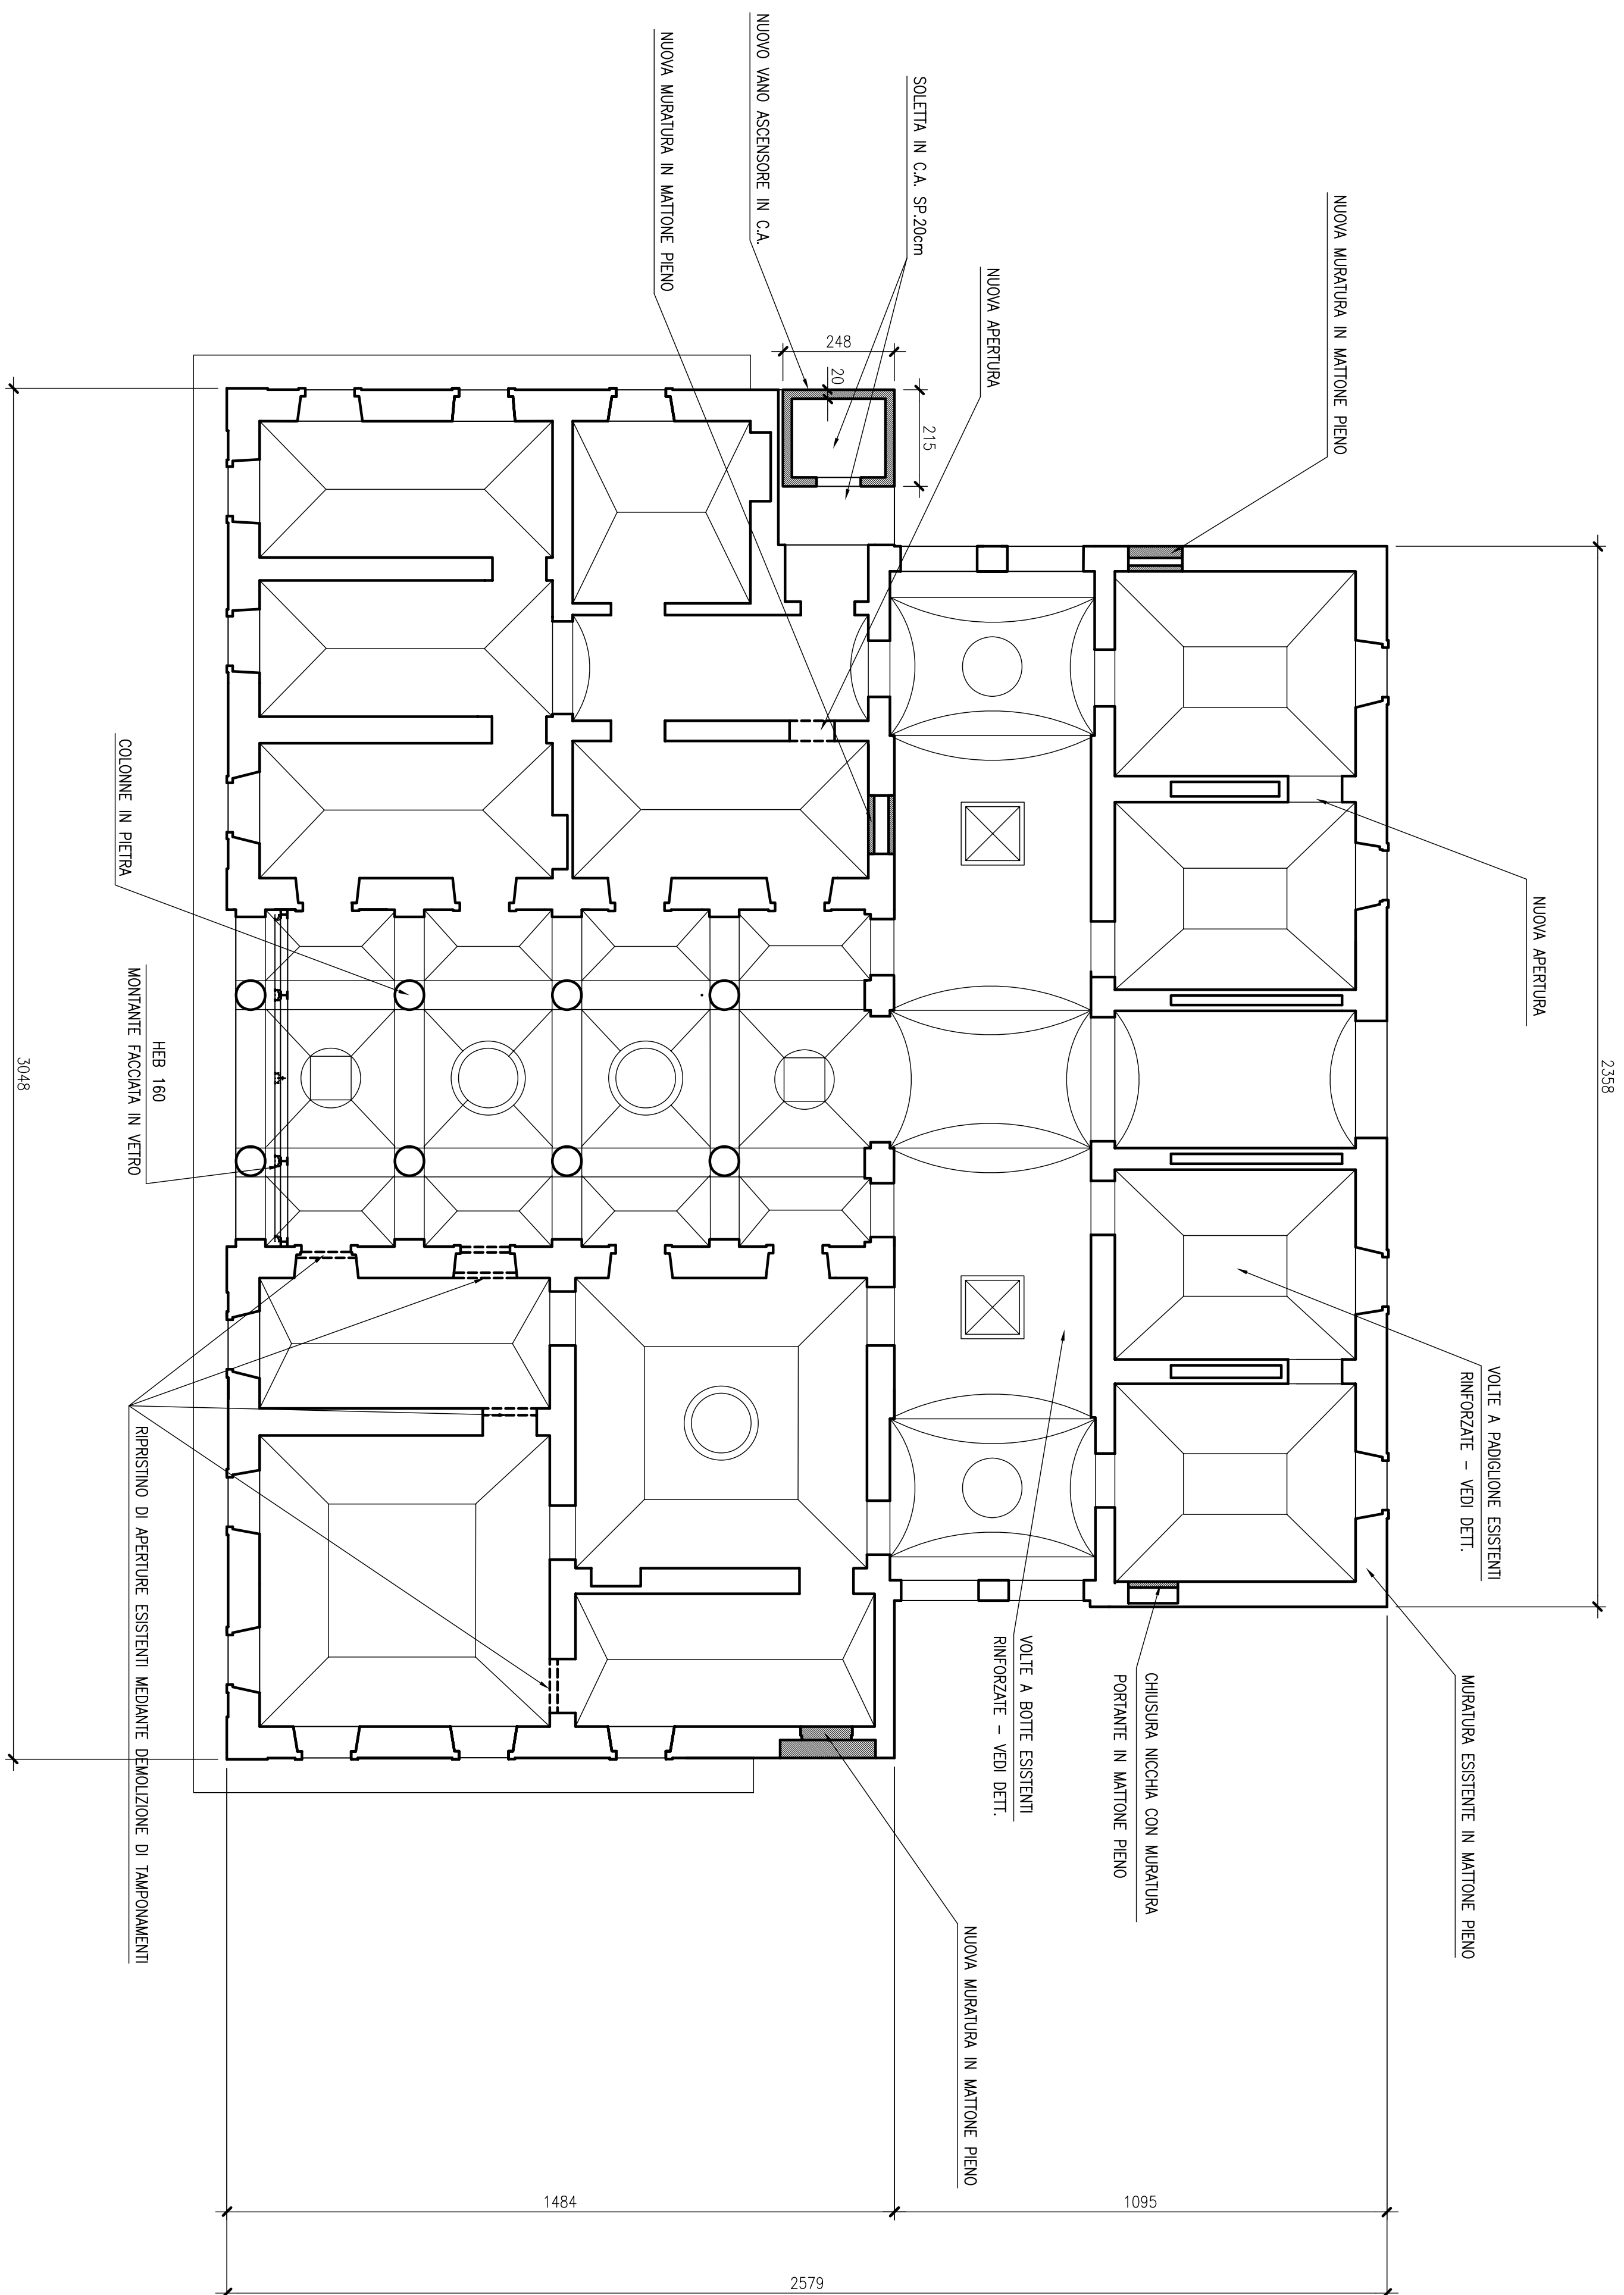 NUOVO VANO ASCENSORE IN C.A.
NUOVA MURATURA IN MATTONE PIENO
SOLETTA IN C.A. SP.20cm
NUOVA MURATURA IN MATTONE PIENO
NUOVA APERTURA
248
20
215
NUOVA APERTURA
2358
COLONNE IN PIETRA
HEB 160
MONTANTE FACCIATA IN VETRO
3048
VOLTE A PADIGLIONE ESISTENTI
RINFORZATE - VEDI DETT.
RIPRISTINO DI APERTURE ESISTENTI MEDIANTE DEMOLIZIONE DI TAMPONAMENTI
VOLTE A BOTTE ESISTENTI
RINFORZATE - VEDI DETT.
CHIUSURA NICCHIA CON MURATURA
PORTANTE IN MATTONE PIENO
MURATURA ESISTENTE IN MATTONE PIENO
NUOVA MURATURA IN MATTONE PIENO
1484
1095
2579